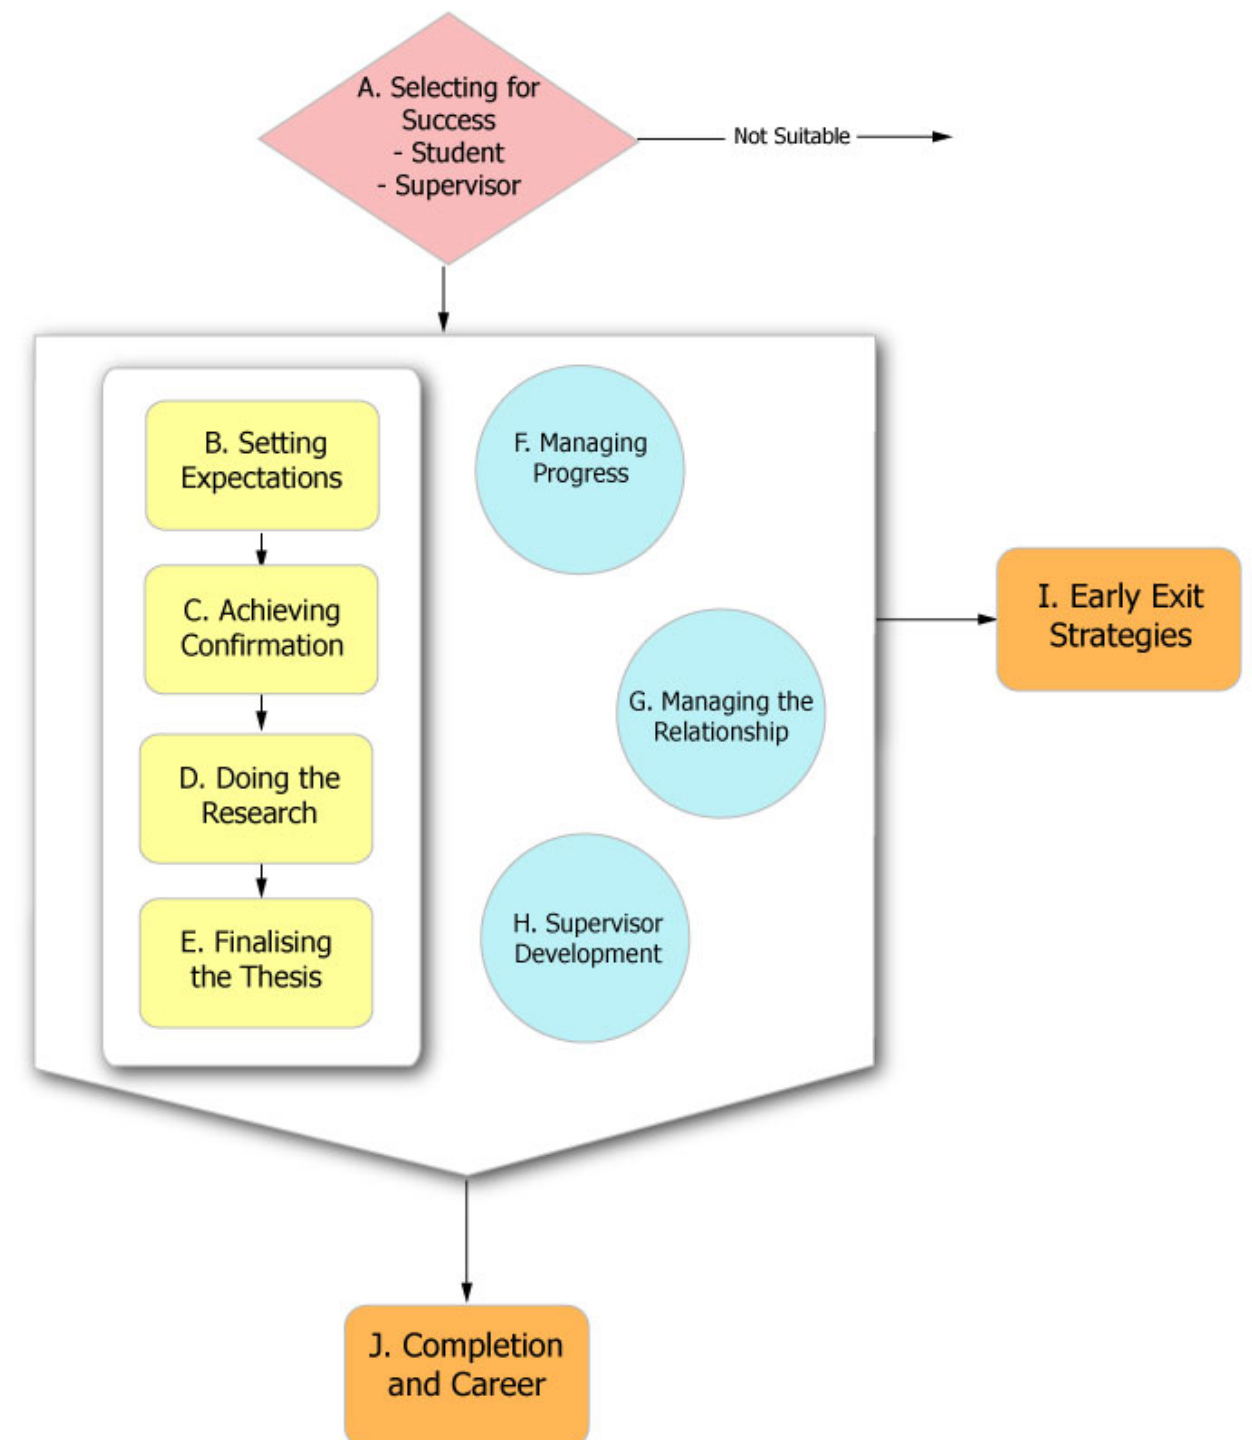 A. Selecting for
Success
- Student
- Supervisor
Not Suitable
B. Setting
Expectations
C. Achieving
Confirmation
D. Doing the
Research
E. Finalising
the Thesis
F. Managing
Progress
G. Managing the
Relationship
H. Supervisor
Development
I. Early Exit
Strategies
J. Completion
and Career